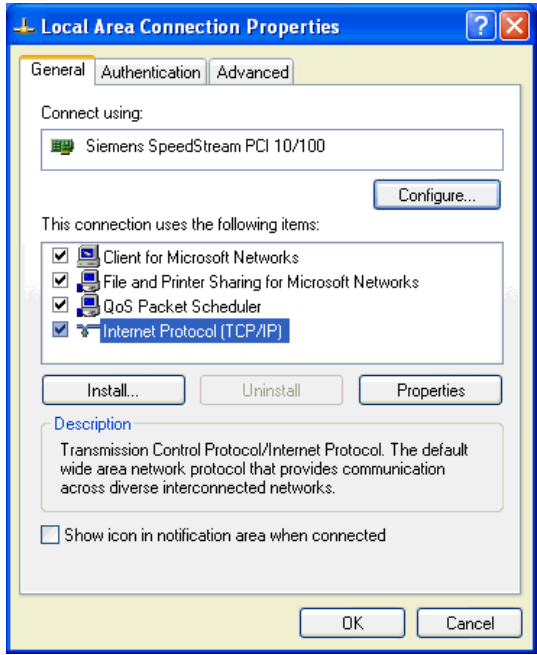 Local Area Connection Properties
General Authentication Advanced
Connect using:
Siemens SpeedStream PCI 10/100
Configure...
This connection uses the following items:
Client for Microsoft Networks
File and Printer Sharing for Microsoft Networks
QoS Packet Scheduler
Internet Protocol (TCP/IP)
Install... Uninstall Properties
Description
Transmission Control Protocol/Internet Protocol. The default
wide area network protocol that provides communication
across diverse interconnected networks.
Show icon in notification area when connected
OK Cancel